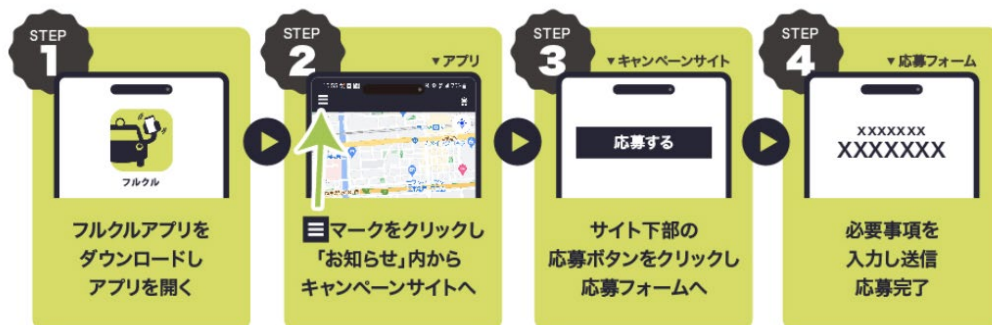 STEP
1
フルクル
フルクルアプリを
ダウンロードし
アプリを開く
STEP
2
▼アプリ
☰マークをクリックし
「お知らせ」内から
キャンペーンサイトへ
STEP
3
▼キャンペーンサイト
応募する
サイト下部の
応募ボタンをクリックし
応募フォームへ
STEP
4
▼応募フォーム
xxxxxxx
XXXXXXX
必要事項を
入力し送信
応募完了